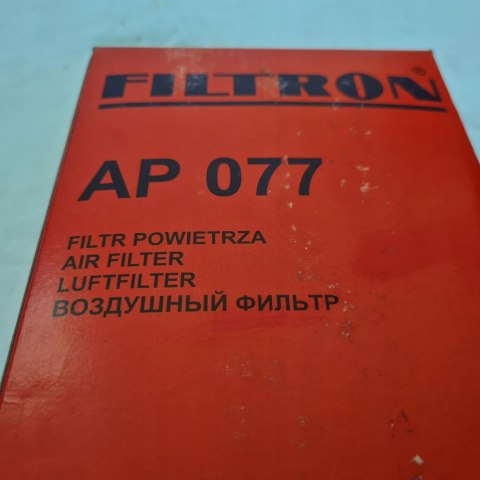 FILTRON®
AP 077
FILTR POWIETRZA
AIR FILTER
LUFTFILTER
ВОЗДУШНЫЙ ФИЛЬТР